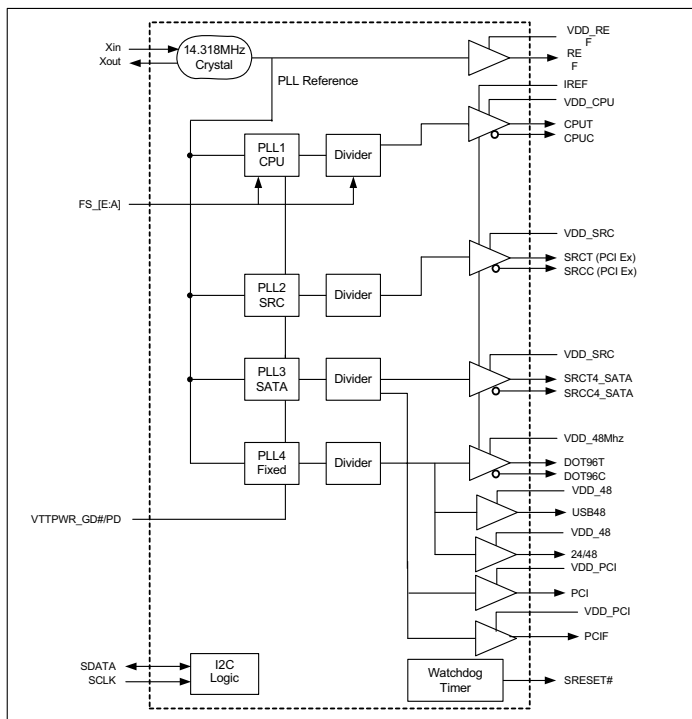 Xin
Xout
14.318MHz
Crystal
PLL Reference
VDD_RE
F
RE
F
IREF
VDD_CPU
CPUT
CPUC
PLL1
CPU
Divider
FS_[E:A]
VDD_SRC
SRCT (PCI Ex)
SRCC (PCI Ex)
PLL2
SRC
Divider
VDD_SRC
SRCT4_SATA
SRCC4_SATA
PLL3
SATA
Divider
VDD_48Mhz
DOT96T
DOT96C
PLL4
Fixed
Divider
VDD_48
USB48
VTTPWR_GD#/PD
VDD_48
24/48
VDD_PCI
PCI
VDD_PCI
PCIF
SDATA
SCLK
I2C
Logic
Watchdog
Timer
SRESET#